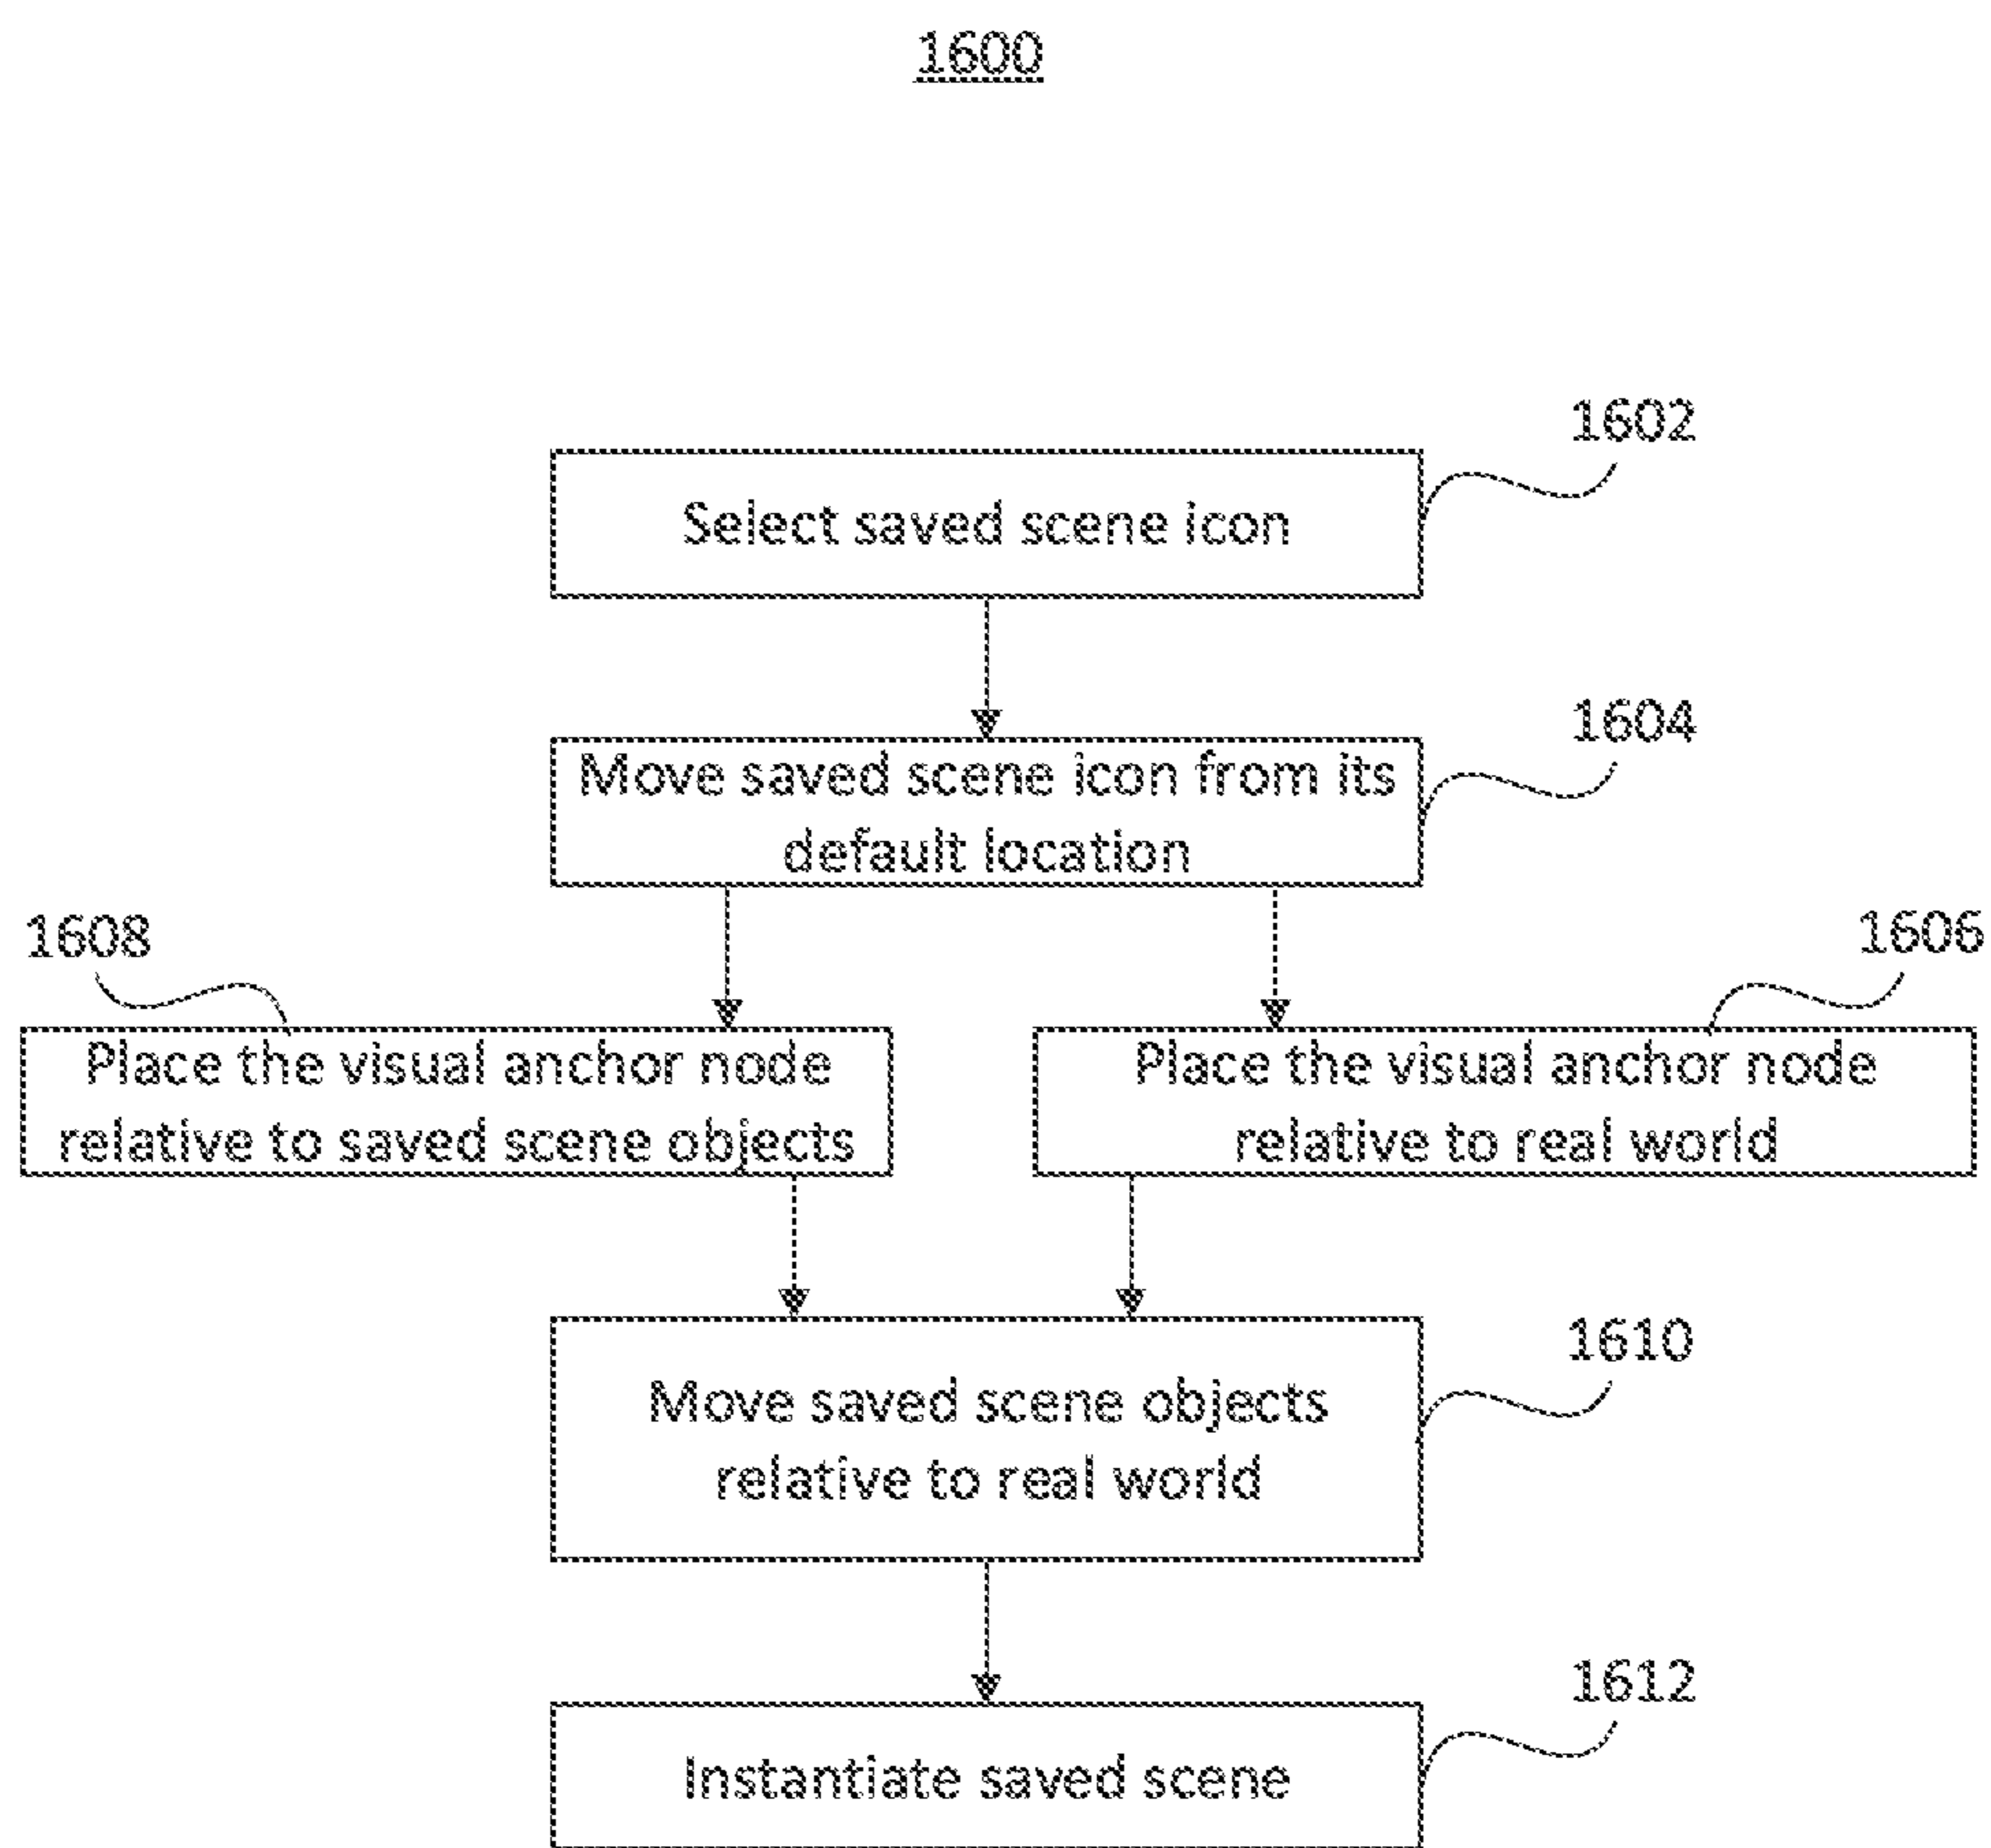 1600
1602
Select saved scene icon
1604
Move saved scene icon from its
default location
1608
1606
Place the visual anchor node
relative to saved scene objects
Place the visual anchor node
relative to real world
1610
Move saved scene objects
relative to real world
1612
Instantiate saved scene